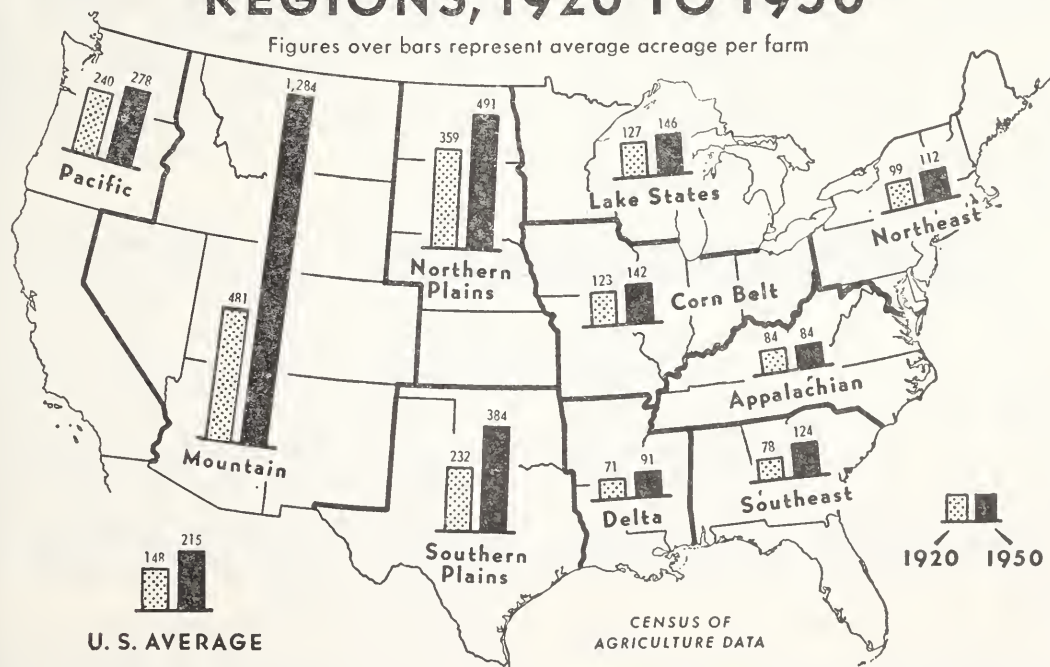 REGIONS, 1920 TO 1950
Figures over bars represent average acreage per farm
240 278
Pacific
481 1,284
Mountain
359 491
Northern
Plains
127 146
Lake States
99 112
Northeast
123 142
Corn Belt
84 84
Appalachian
232 384
Southern
Plains
71 91
Delta
78 124
Southeast
148 215
U. S. AVERAGE
1920 1950
CENSUS OF
AGRICULTURE DATA